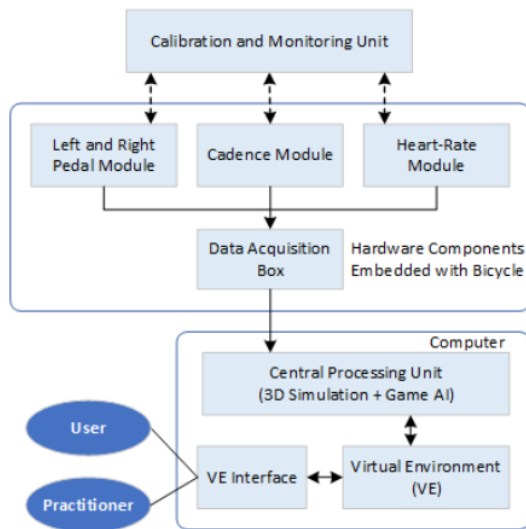 Calibration and Monitoring Unit
Left and Right
Pedal Module
Cadence Module
Heart-Rate
Module
Data Acquisition
Box
Hardware Components
Embedded with Bicycle
Computer
Central Processing Unit
(3D Simulation + Game AI)
User
VE Interface
Virtual Environment
(VE)
Practitioner